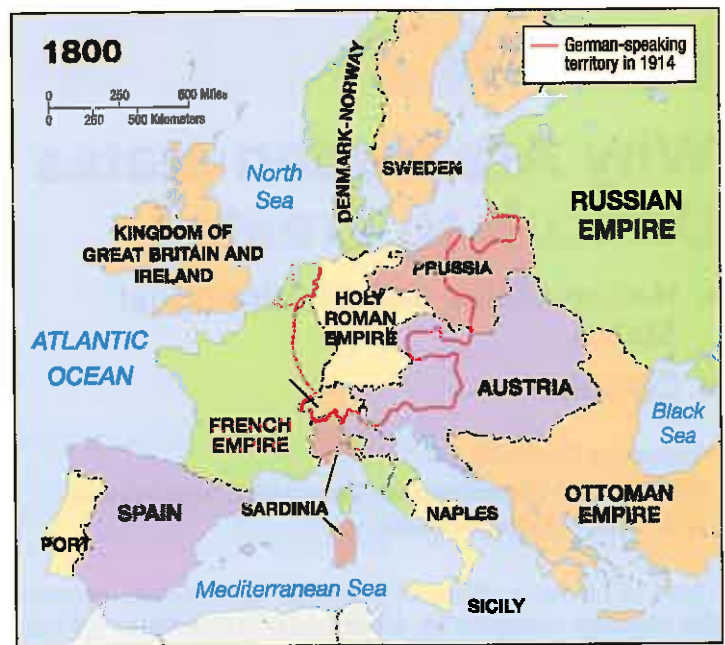 1800
0 250 500 Miles
0 250 500 Kilometers
German-speaking
territory in 1914
North
Sea
DENMARK-NORWAY
SWEDEN
RUSSIAN
EMPIRE
KINGDOM OF
GREAT BRITAIN AND
IRELAND
PRUSSIA
HOLY
ROMAN
EMPIRE
ATLANTIC
OCEAN
AUSTRIA
Black
Sea
FRENCH
EMPIRE
OTTOMAN
EMPIRE
SARDINIA
NAPLES
SPAIN
PORT
Mediterranean Sea
SICILY